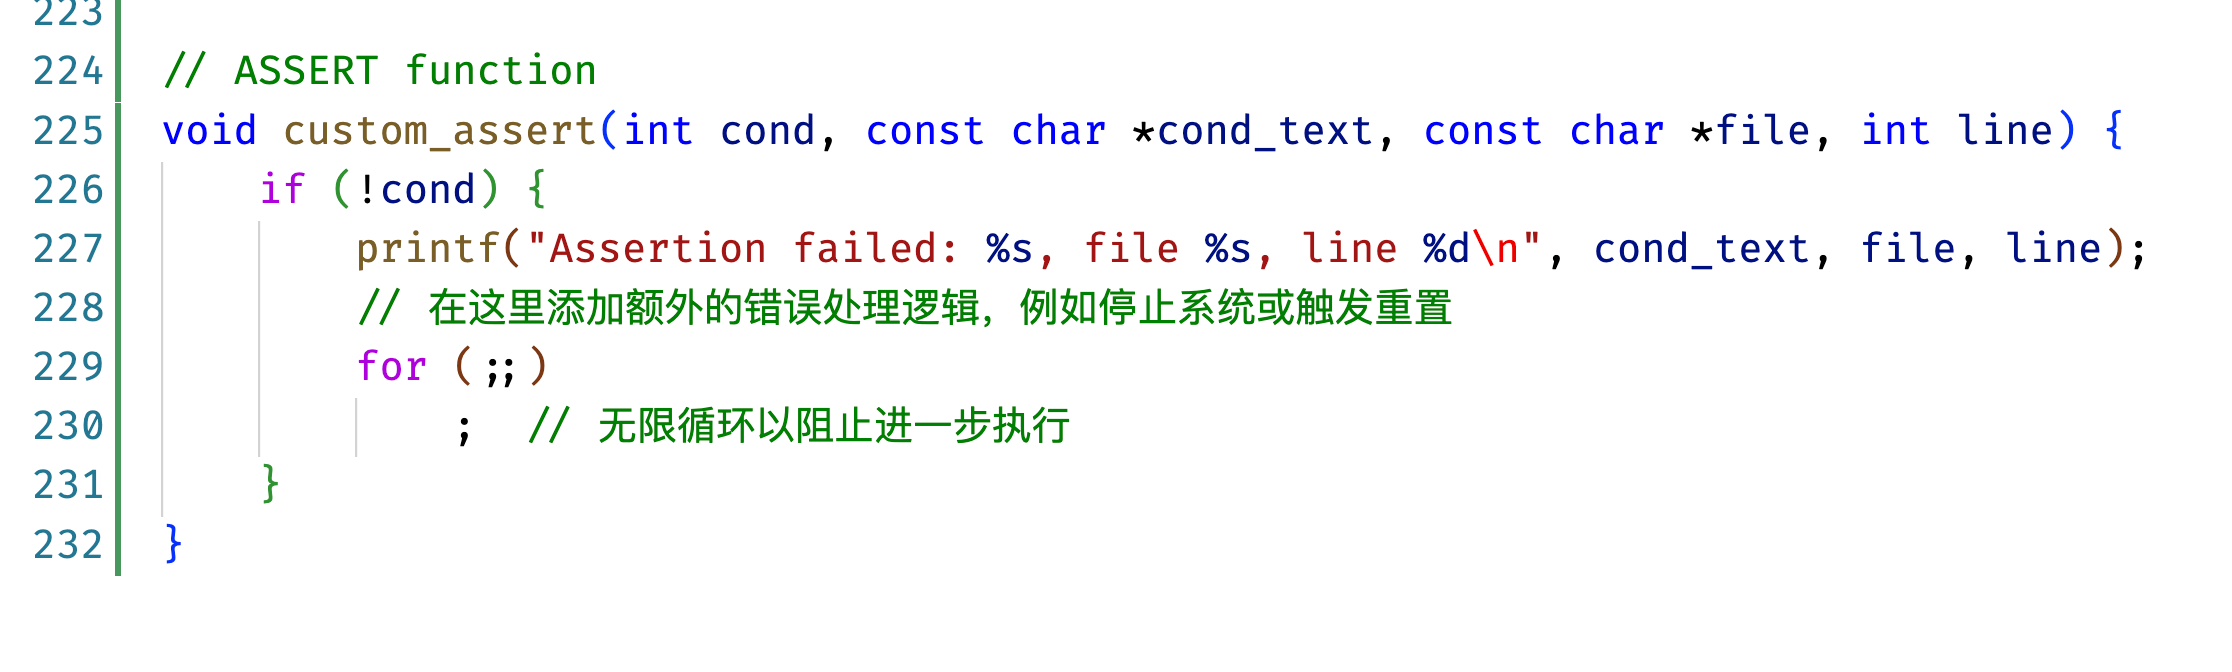 223
224 // ASSERT function
225 void custom_assert(int cond, const char *cond_text, const char *file, int line) {
226 if (!cond) {
227 printf("Assertion failed: %s, file %s, line %d\n", cond_text, file, line);
228 // 在这里添加额外的错误处理逻辑，例如停止系统或触发重置
229 for (;;)
230 ; // 无限循环以阻止进一步执行
231 }
232 }